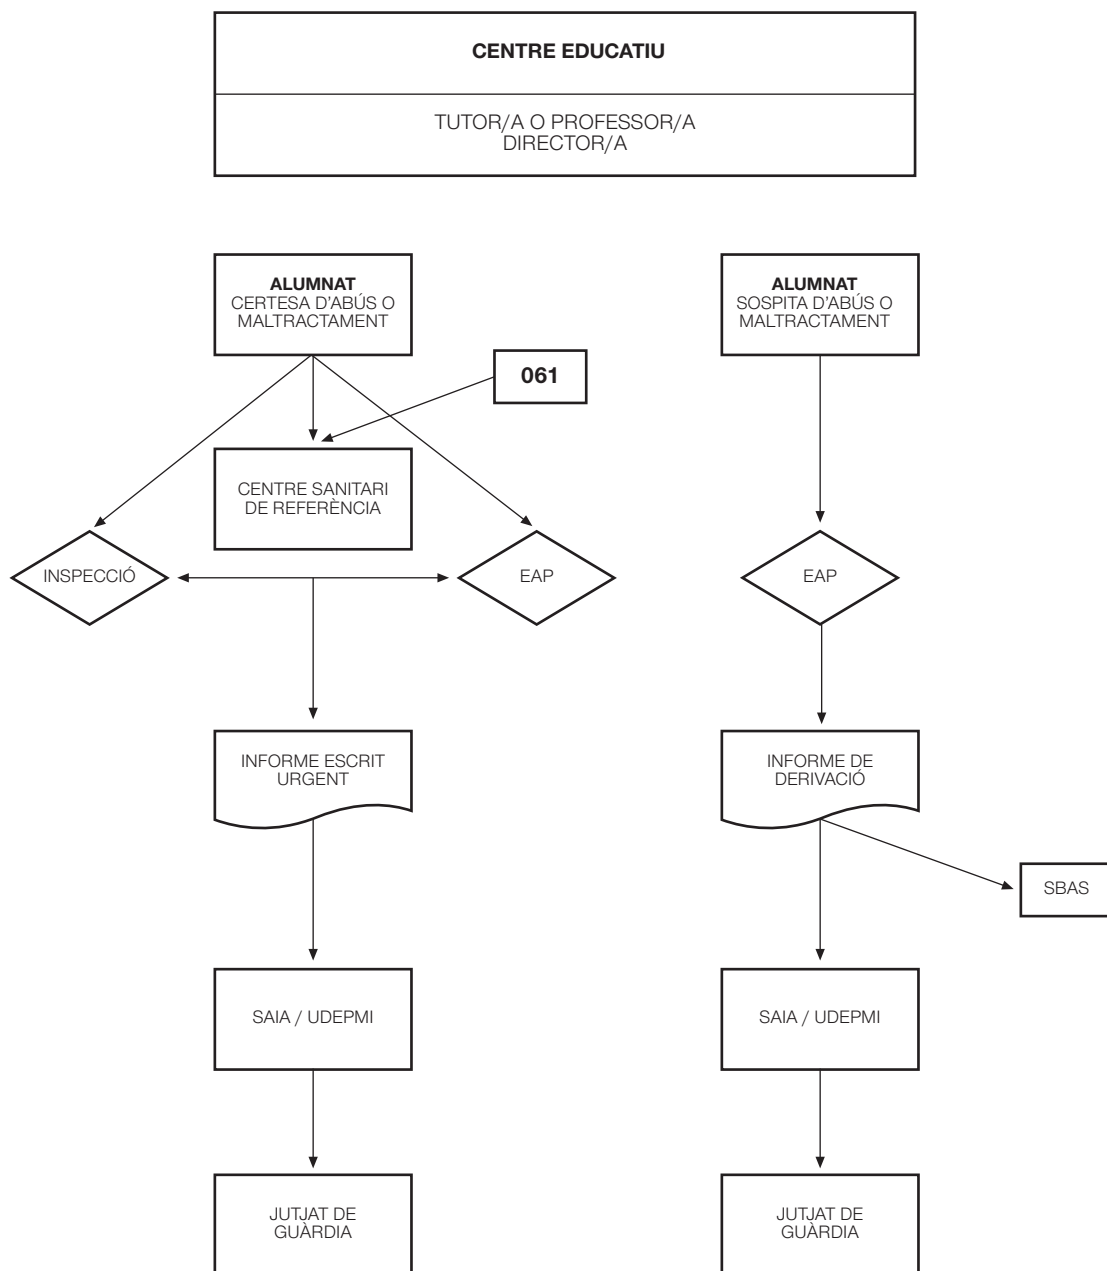 CENTRE EDUCATIU
TUTOR/A O PROFESSOR/A
DIRECTOR/A
ALUMNAT
CERTESA D'ABÚS O
MALTRACTAMENT
ALUMNAT
SOSPITA D'ABÚS O
MALTRACTAMENT
061
CENTRE SANITARI
DE REFERÈNCIA
INSPECCIÓ
EAP
EAP
INFORME ESCRIT
URGENT
INFORME DE
DERIVACIÓ
SBAS
SAIA / UDEPMI
SAIA / UDEPMI
JUTJAT DE
GUÀRDIA
JUTJAT DE
GUÀRDIA